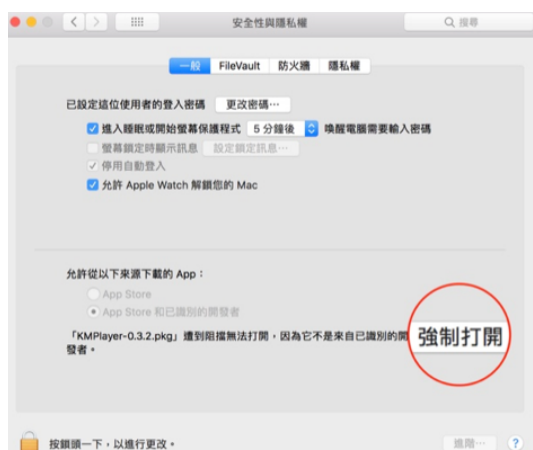 安全性與隱私權
搜尋
一般 FileVault 防火牆 隱私權
已設定這位使用者的登入密碼 更改密碼⋯
進入睡眠或開始螢幕保護程式 5 分鐘後 喚醒電腦需要輸入密碼
螢幕鎖定時顯示訊息 設定鎖定訊息⋯
停用自動登入
允許 Apple Watch 解鎖您的 Mac
允許從以下來源下載的 App：
App Store
App Store 和已識別的開發者
「KMPlayer-0.3.2.pkg」遭到阻擋無法打開，因為它不是來自已識別的開
發者。
強制打開
按鎖頭一下，以進行更改。
進階⋯ ?